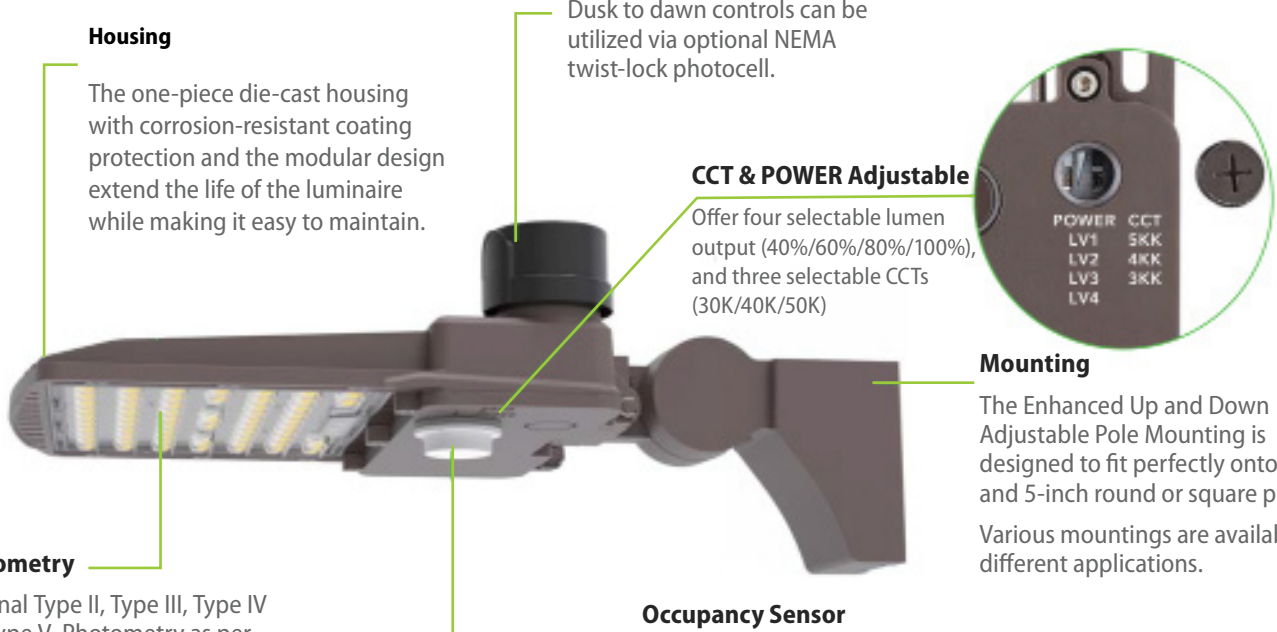 Housing
The one-piece die-cast housing
with corrosion-resistant coating
protection and the modular design
extend the life of the luminaire
while making it easy to maintain.
Dusk to dawn controls can be
utilized via optional NEMA
twist-lock photocell.
CCT & POWER Adjustable
Offer four selectable lumen
output (40%/60%/80%/100%),
and three selectable CCTs
(30K/40K/50K)
POWER CCT
LV1 5KK
LV2 4KK
LV3 3KK
LV4
Mounting
The Enhanced Up and Down
Adjustable Pole Mounting is
designed to fit perfectly onto
and 5-inch round or square
Various mountings are
different applications.
Type II, Type III, Type IV
V Photometry as per
Occupancy Sensor